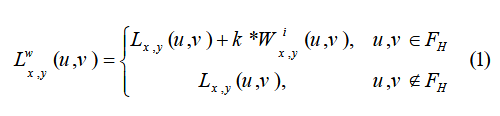 L^w_{x,y}(u,v) = { L_{x,y}(u,v) + k * W^i_{x,y}(u,v), u,v ∈ F_H
L_{x,y}(u,v), u,v ∉ F_H (1)